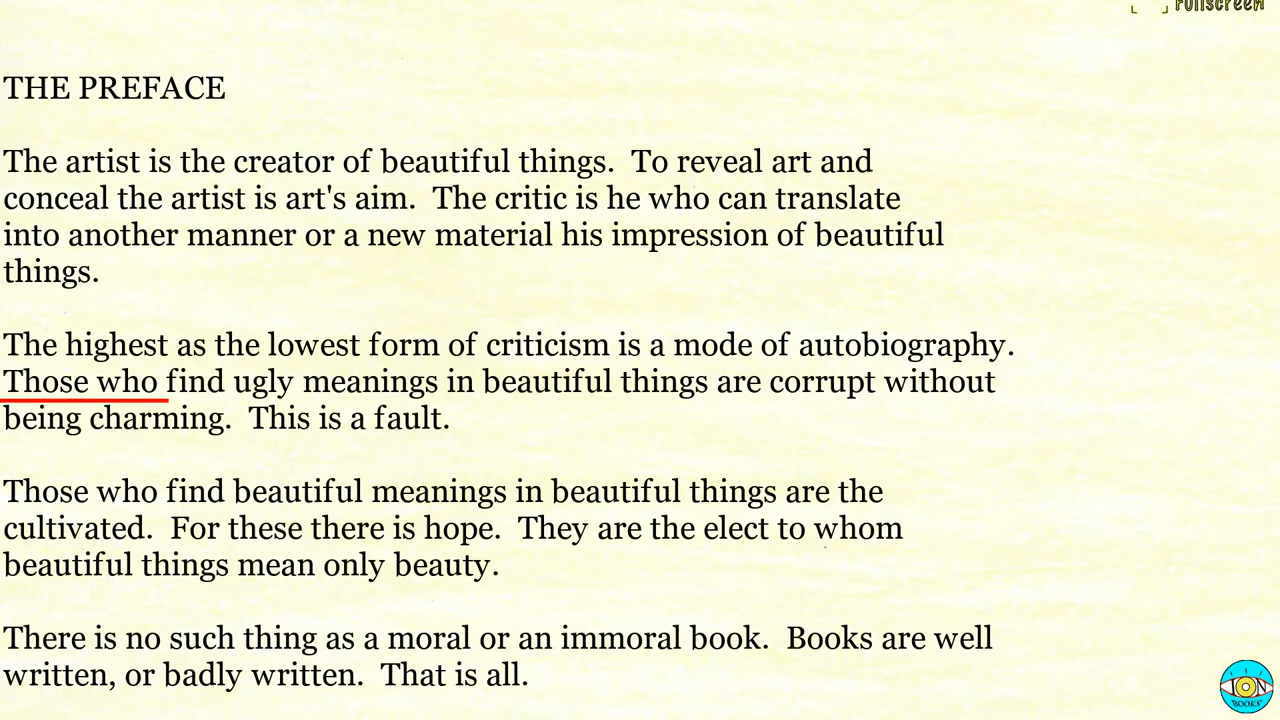 Fullscreen
THE PREFACE
The artist is the creator of beautiful things.  To reveal art and
conceal the artist is art's aim.  The critic is he who can translate
into another manner or a new material his impression of beautiful
things.
The highest as the lowest form of criticism is a mode of autobiography.
Those who find ugly meanings in beautiful things are corrupt without
being charming.  This is a fault.
Those who find beautiful meanings in beautiful things are the
cultivated.  For these there is hope.  They are the elect to whom
beautiful things mean only beauty.
There is no such thing as a moral or an immoral book.  Books are well
written, or badly written.  That is all.
ION
BOOKS